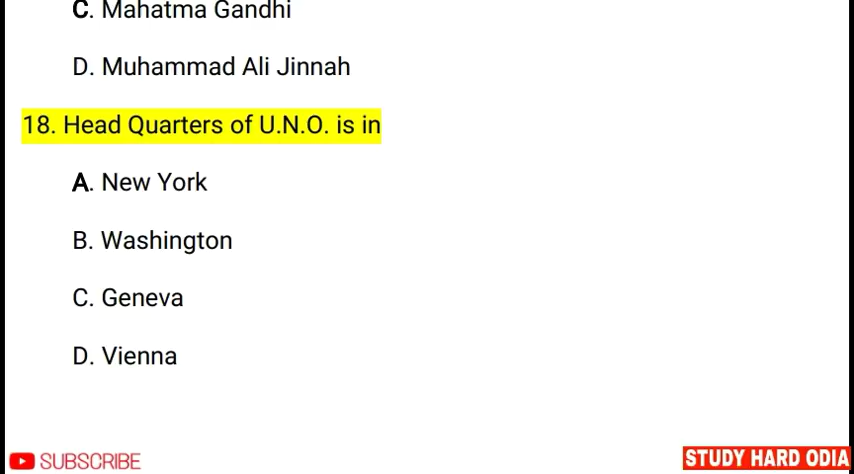 C. Mahatma Gandhi
D. Muhammad Ali Jinnah
18. Head Quarters of U.N.O. is in
A. New York
B. Washington
C. Geneva
D. Vienna
SUBSCRIBE
STUDY HARD ODIA